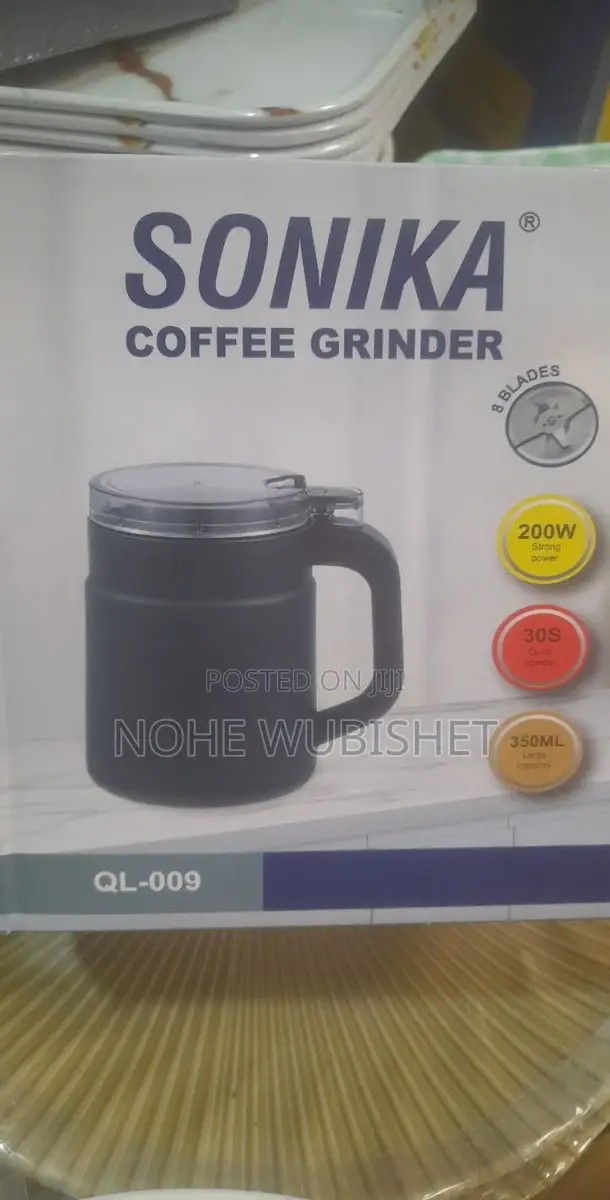 SONIKA®
COFFEE GRINDER
8 BLADES
200W
Strong
power
30S
350ML
Large
capacity
POSTED ON JIJI
NOHE WUBISHET
QL-009